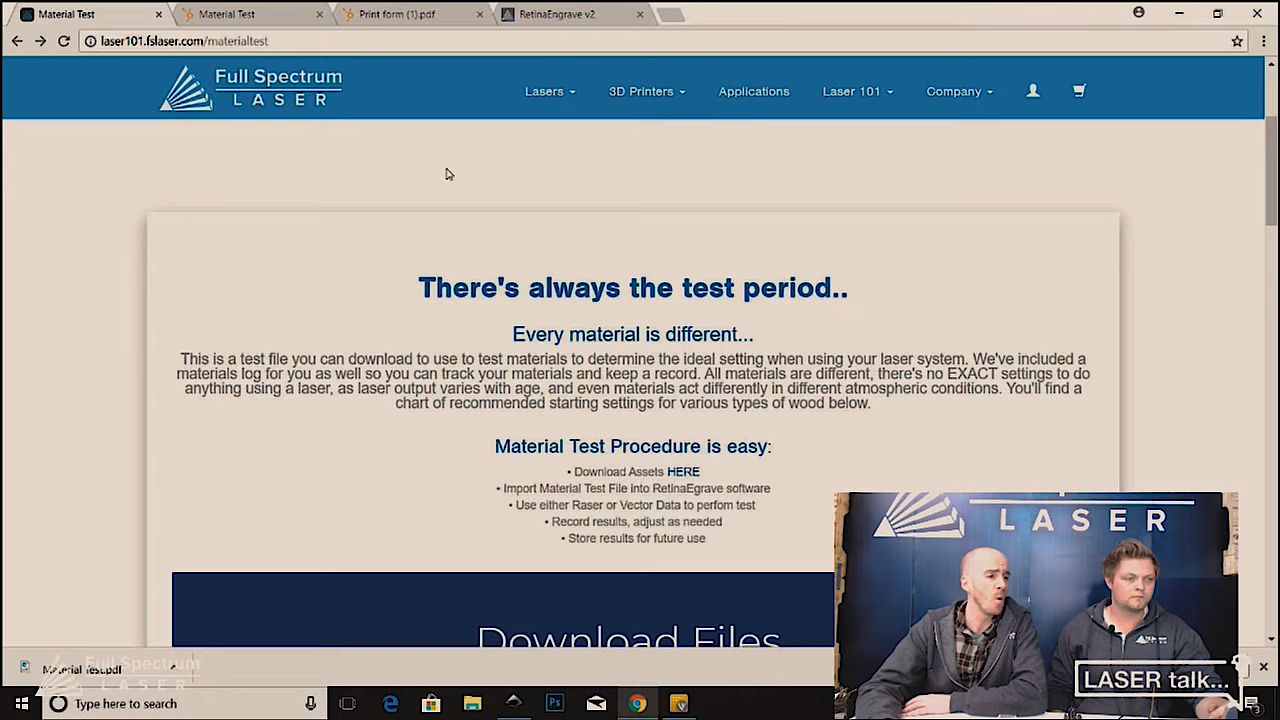 Material Test
Material Test
Print form (1).pdf
RetinaEngrave v2
laser101.fslaser.com/materialtest
Full Spectrum
LASER
Lasers
3D Printers
Applications
Laser 101
Company
There's always the test period..
Every material is different...
This is a test file you can download to use to test materials to determine the ideal setting when using your laser system. We've included a
materials log for you as well so you can track your materials and keep a record. All materials are different, there's no EXACT settings to do
anything using a laser, as laser output varies with age, and even materials act differently in different atmospheric conditions. You'll find a
chart of recommended starting settings for various types of wood below.
Material Test Procedure is easy:
• Download Assets HERE
• Import Material Test File into RetinaEgrave software
• Use either Raser or Vector Data to perfom test
• Record results, adjust as needed
• Store results for future use
Download Files
LASER
LASER talk...
Material Test.pdf
Full Spectrum
LASER
Type here to search
Ps
3